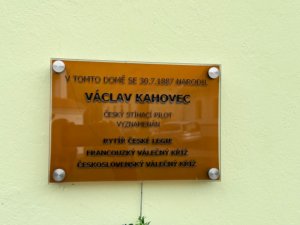 V TOMTO DOMĚ SE 30.7.1887 NARODIL
VÁCLAV KAHOVEC
ČESKÝ STÍHACÍ PILOT
VYZNAMENÁN
RYTÍŘ ČESKÉ LEGIE
FRANCOUZKÝ VÁLEČNÝ KŘÍŽ
ČESKOSLOVENSKÝ VÁLEČNÝ KŘÍŽ